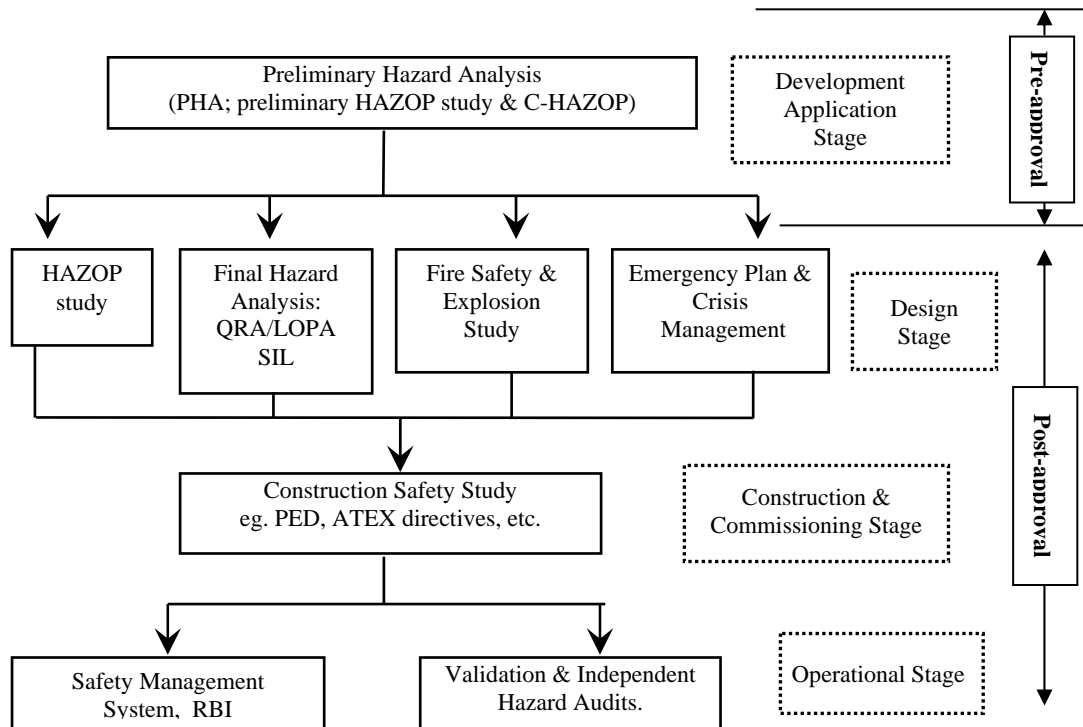 Preliminary Hazard Analysis
(PHA; preliminary HAZOP study & C-HAZOP)
Development
Application
Stage
Pre-approval
HAZOP
study
Final Hazard
Analysis:
QRA/LOPA
SIL
Fire Safety &
Explosion
Study
Emergency Plan &
Crisis
Management
Design
Stage
Post-approval
Construction Safety Study
eg. PED, ATEX directives, etc.
Construction &
Commissioning Stage
Safety Management
System, RBI
Validation & Independent
Hazard Audits.
Operational Stage